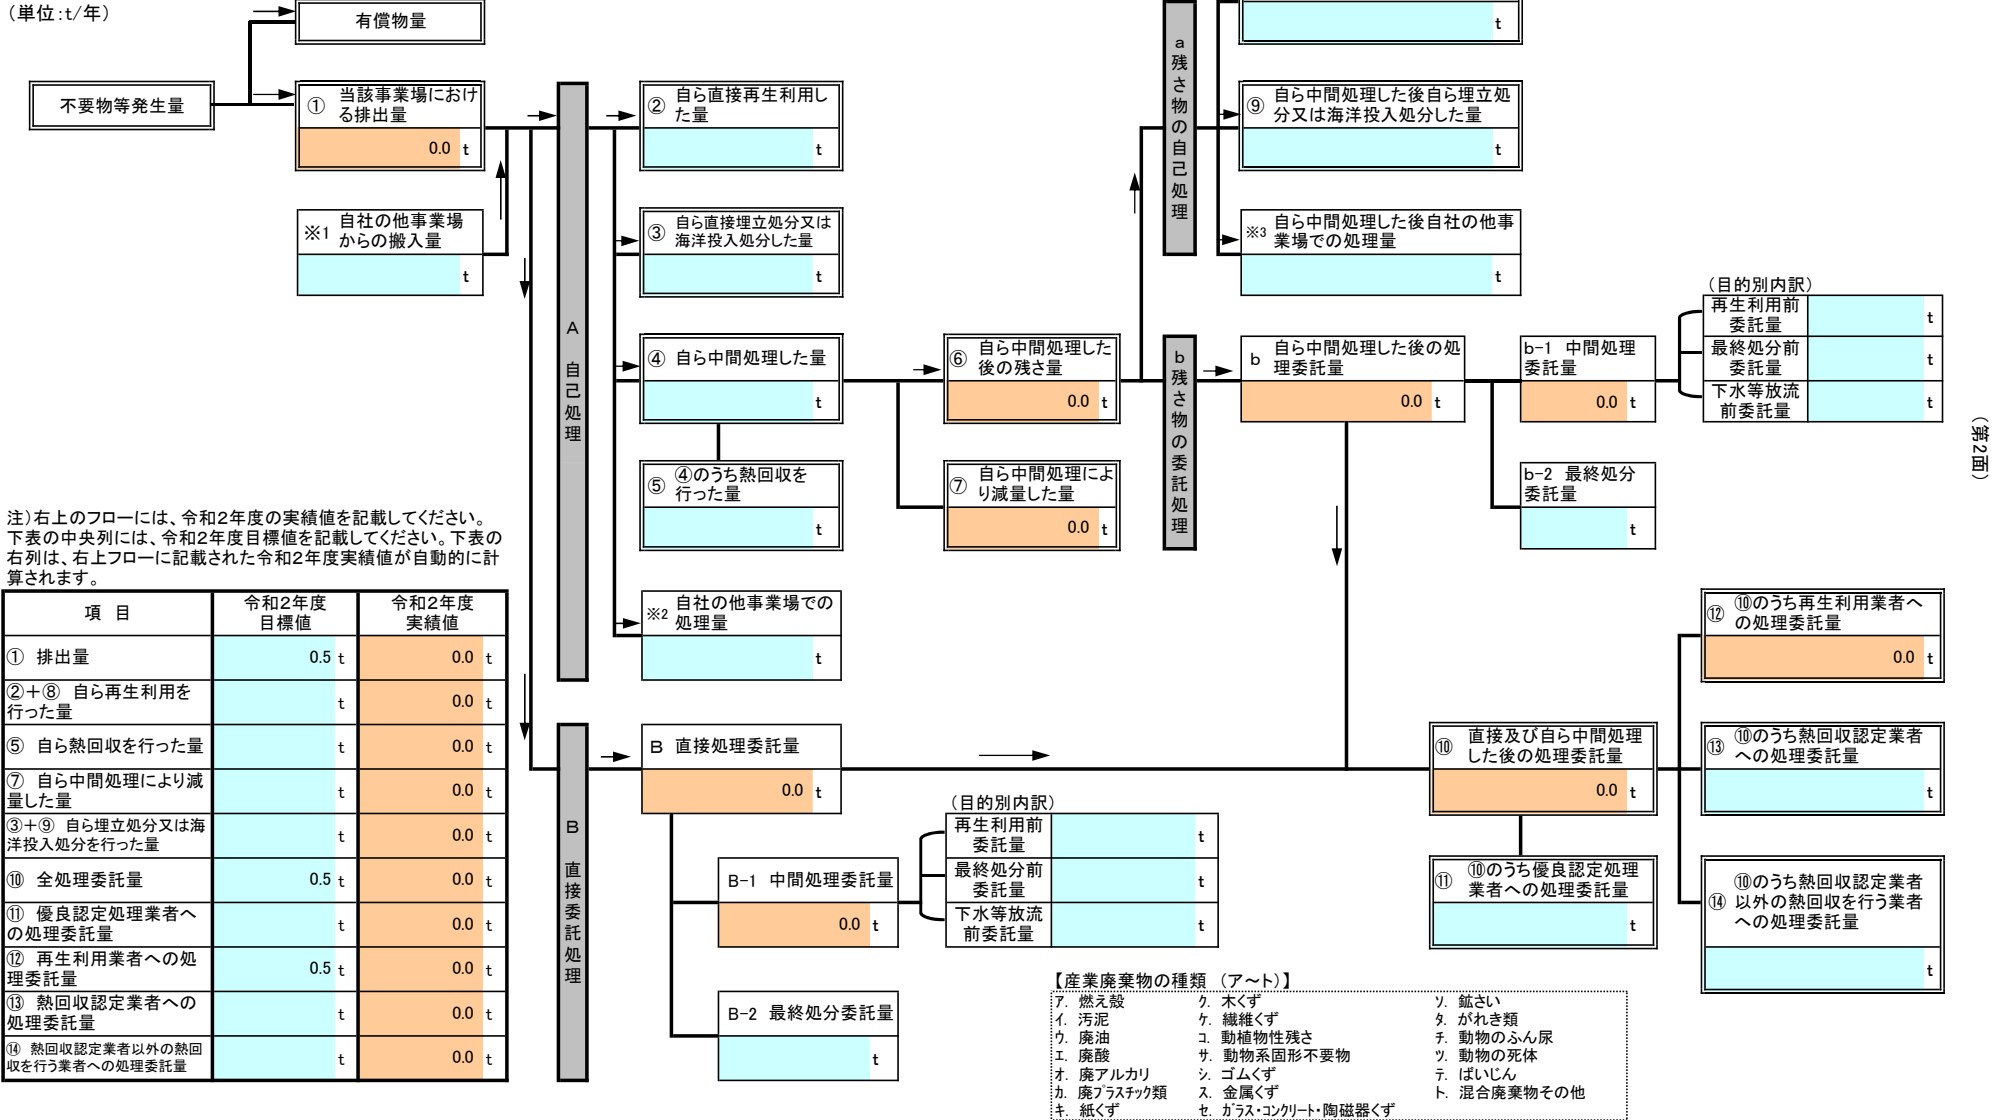 (単位:t/年)
有償物量
不要物等発生量
① 当該事業場におけ
る排出量
0.0 t
※1 自社の他事業場
からの搬入量
t
A 自己処理
② 自ら直接再生利用し
た量
t
③ 自ら直接埋立処分又は
海洋投入処分した量
t
④ 自ら中間処理した量
t
⑤ ④のうち熱回収を
行った量
t
※2 自社の他事業場での
処理量
t
⑥ 自ら中間処理した
後の残さ量
0.0 t
⑦ 自ら中間処理によ
り減量した量
0.0 t
a 残さ物の自己処理
t
⑨ 自ら中間処理した後自ら埋立処
分又は海洋投入処分した量
t
※3 自ら中間処理した後自社の他事
業場での処理量
t
b 残さ物の委託処理
b 自ら中間処理した後の処
理委託量
0.0 t
b-1 中間処理
委託量
0.0 t
b-2 最終処分
委託量
t
(目的別内訳)
再生利用前
委託量
t
最終処分前
委託量
t
下水等放流
前委託量
t
(第2面)
注)右上のフローには、令和2年度の実績値を記載してください。
下表の中央列には、令和2年度目標値を記載してください。下表の
右列は、右上フローに記載された令和2年度実績値が自動的に計
算されます。
項 目
令和2年度
目標値
令和2年度
実績値
① 排出量 0.5 t 0.0 t
②+⑧ 自ら再生利用を
行った量
t 0.0 t
⑤ 自ら熱回収を行った量 t 0.0 t
⑦ 自ら中間処理により減
量した量
t 0.0 t
③+⑨ 自ら埋立処分又は海
洋投入処分を行った量
t 0.0 t
⑩ 全処理委託量 0.5 t 0.0 t
⑪ 優良認定処理業者へ
の処理委託量
t 0.0 t
⑫ 再生利用業者への処
理委託量
0.5 t 0.0 t
⑬ 熱回収認定業者への
処理委託量
t 0.0 t
⑭ 熱回収認定業者以外の熱回
収を行う業者への処理委託量
t 0.0 t
B 直接委託処理
B 直接処理委託量
0.0 t
B-1 中間処理委託量
0.0 t
B-2 最終処分委託量
t
(目的別内訳)
再生利用前
委託量
t
最終処分前
委託量
t
下水等放流
前委託量
t
⑩ 直接及び自ら中間処理
した後の処理委託量
0.0 t
⑪ ⑩のうち優良認定処理
業者への処理委託量
t
⑫ ⑩のうち再生利用業者へ
の処理委託量
0.0 t
⑬ ⑩のうち熱回収認定業者
への処理委託量
t
⑭ ⑩のうち熱回収認定業者
以外の熱回収を行う業者
への処理委託量
t
【産業廃棄物の種類 (ア~ト)】
ア. 燃え殻 ク. 木くず ソ. 鉱さい
イ. 汚泥 ケ. 繊維くず タ. がれき類
ウ. 廃油 コ. 動植物性残さ チ. 動物のふん尿
エ. 廃酸 サ. 動物系固形不要物 ツ. 動物の死体
オ. 廃アルカリ シ. ゴムくず テ. ばいじん
カ. 廃プラスチック類 ス. 金属くず ト. 混合廃棄物その他
キ. 紙くず セ. ガラス・コンクリート・陶磁器くず